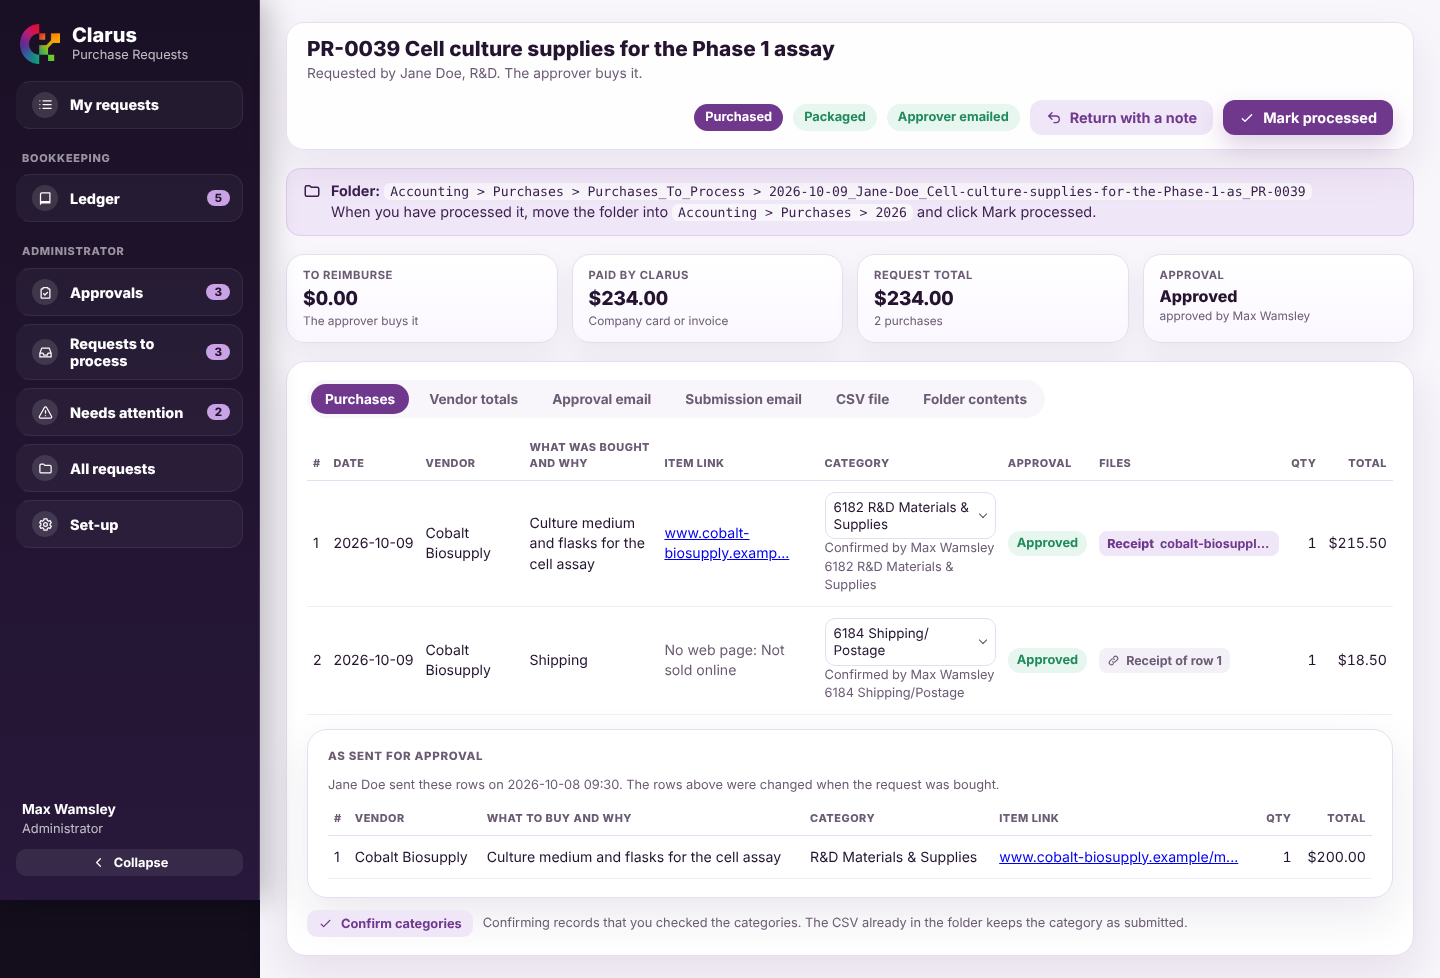 Clarus
Purchase Requests
My requests
BOOKKEEPING
Ledger 5
ADMINISTRATOR
Approvals 3
Requests to
process 3
Needs attention 2
All requests
Set-up
Max Wamsley
Administrator
Collapse
PR-0039 Cell culture supplies for the Phase 1 assay
Requested by Jane Doe, R&D. The approver buys it.
Purchased Packaged Approver emailed Return with a note Mark processed
Folder: Accounting > Purchases > Purchases_To_Process > 2026-10-09_Jane-Doe_Cell-culture-supplies-for-the-Phase-1-as_PR-0039
When you have processed it, move the folder into Accounting > Purchases > 2026 and click Mark processed.
TO REIMBURSE
$0.00
The approver buys it
PAID BY CLARUS
$234.00
Company card or invoice
REQUEST TOTAL
$234.00
2 purchases
APPROVAL
Approved
approved by Max Wamsley
Purchases Vendor totals Approval email Submission email CSV file Folder contents
# DATE VENDOR WHAT WAS BOUGHT AND WHY ITEM LINK CATEGORY APPROVAL FILES QTY TOTAL
1 2026-10-09
Cobalt
Biosupply
Culture medium
and flasks for the
cell assay
www.cobalt-
biosupply.examp...
6182 R&D Materials &
Supplies
Confirmed by Max Wamsley
6182 R&D Materials &
Supplies
Approved
Receipt cobalt-biosuppl...
1 $215.50
2 2026-10-09
Cobalt
Biosupply
Shipping
No web page: Not
sold online
6184 Shipping/
Postage
Confirmed by Max Wamsley
6184 Shipping/Postage
Approved
Receipt of row 1
1 $18.50
AS SENT FOR APPROVAL
Jane Doe sent these rows on 2026-10-08 09:30. The rows above were changed when the request was bought.
# VENDOR WHAT TO BUY AND WHY CATEGORY ITEM LINK QTY TOTAL
1 Cobalt Biosupply Culture medium and flasks for the cell assay R&D Materials & Supplies www.cobalt-biosupply.example/m... 1 $200.00
Confirm categories Confirming records that you checked the categories. The CSV already in the folder keeps the category as submitted.